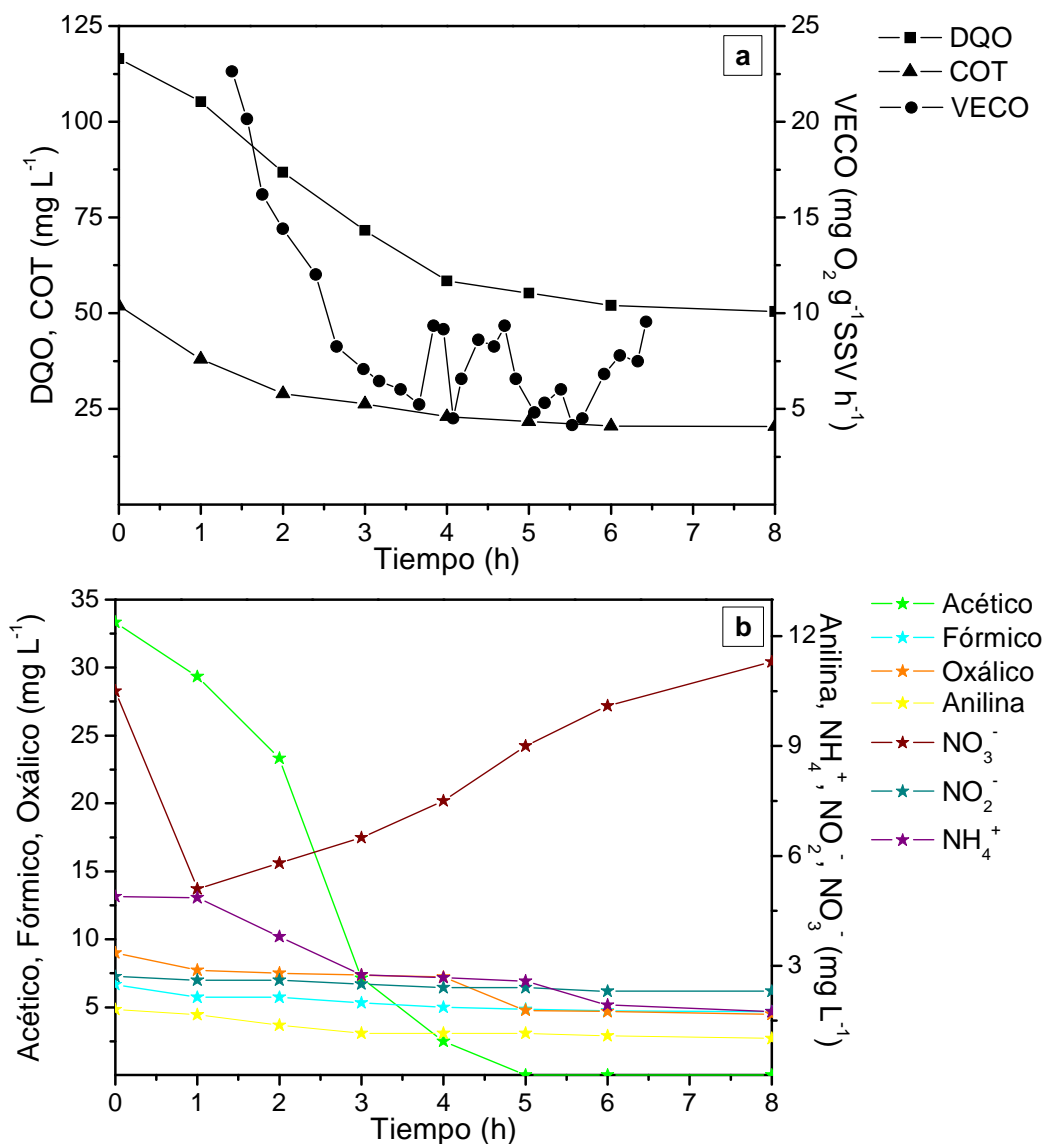 a
DQO
COT
VECO
DQO, COT (mg L⁻¹)
125
100
75
50
25
25
20
15
10
5
VECO (mg O₂ g⁻¹SSV h⁻¹)
0 1 2 3 4 5 6 7 8
Tiempo (h)
b
Acético
Fórmico
Oxálico
Anilina
NO₃⁻
NO₂⁻
NH₄⁺
Acético, Fórmico, Oxálico (mg L⁻¹)
35
30
25
20
15
10
5
12
9
6
3
Anilina, NH₄⁺, NO₂⁻, NO₃⁻ (mg L⁻¹)
0 1 2 3 4 5 6 7 8
Tiempo (h)